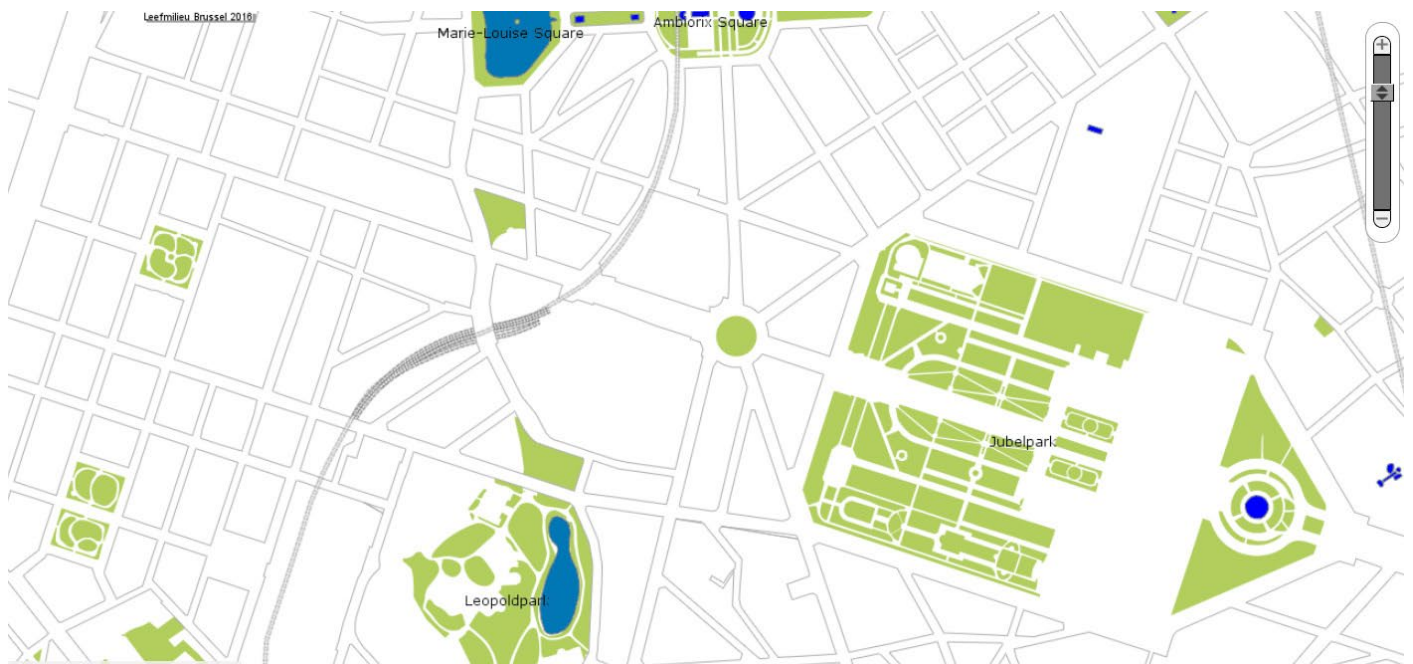 Leefmilieu Brussel 2016
Ambiorix Square
Marie-Louise Square
Jubelpark
Leopoldpark